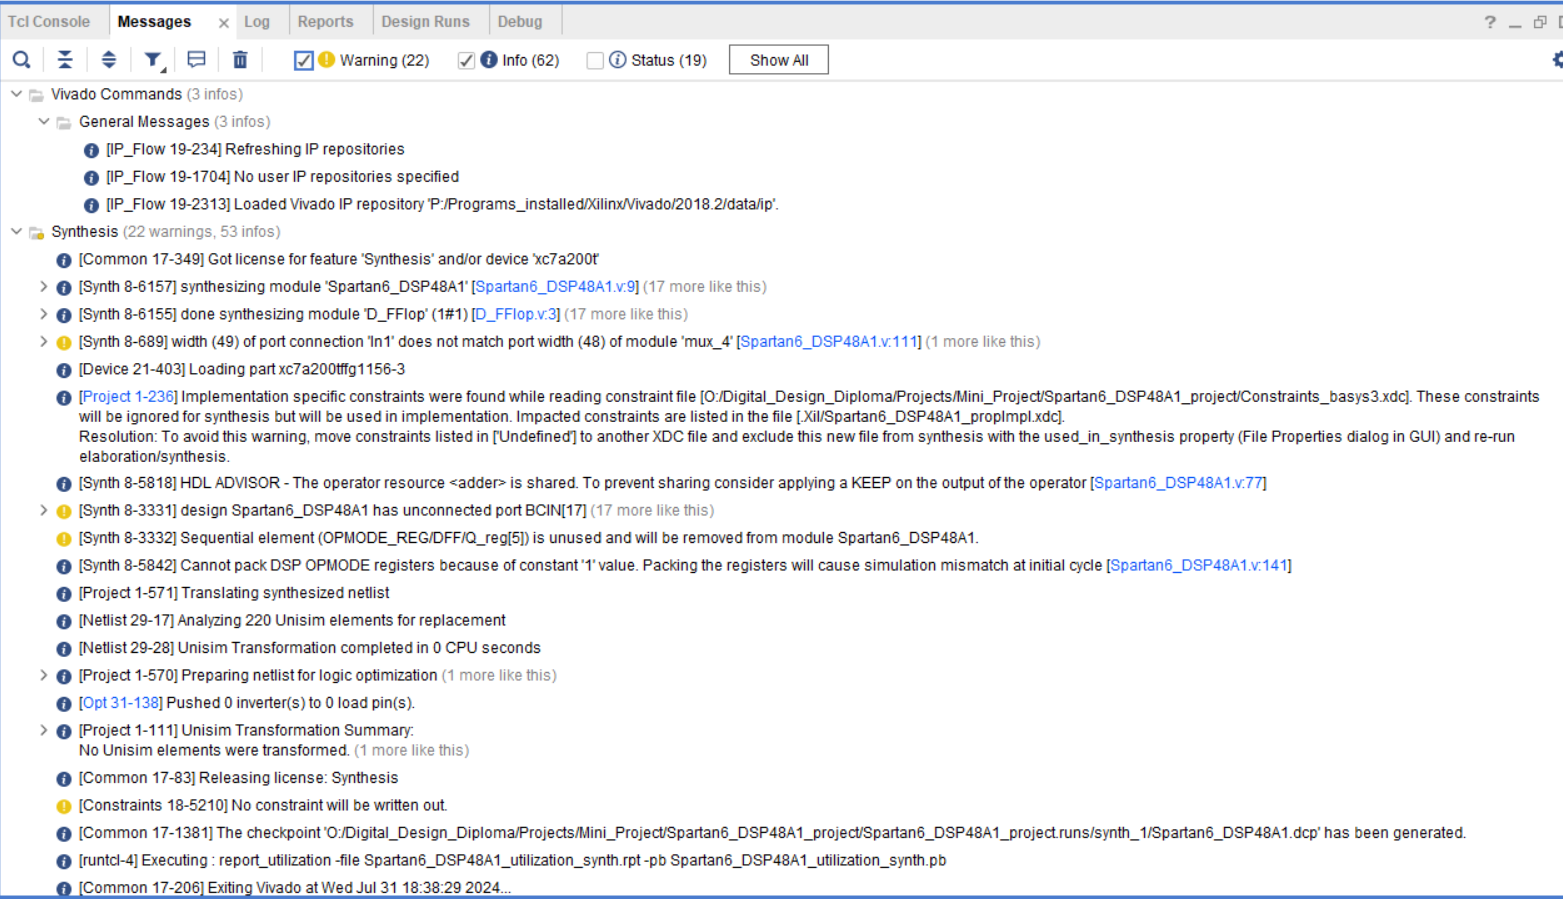 Tcl Console Messages × Log Reports Design Runs Debug ?
Warning (22) Info (62) Status (19) Show All
Vivado Commands (3 infos)
General Messages (3 infos)
[IP_Flow 19-234] Refreshing IP repositories
[IP_Flow 19-1704] No user IP repositories specified
[IP_Flow 19-2313] Loaded Vivado IP repository 'P:/Programs_installed/Xilinx/Vivado/2018.2/data/ip'.
Synthesis (22 warnings, 53 infos)
[Common 17-349] Got license for feature 'Synthesis' and/or device 'xc7a200t'
[Synth 8-6157] synthesizing module 'Spartan6_DSP48A1' [Spartan6_DSP48A1.v:9] (17 more like this)
[Synth 8-6155] done synthesizing module 'D_FFlop' (1#1) [D_FFlop.v:3] (17 more like this)
[Synth 8-689] width (49) of port connection 'In1' does not match port width (48) of module 'mux_4' [Spartan6_DSP48A1.v:111] (1 more like this)
[Device 21-403] Loading part xc7a200tffg1156-3
[Project 1-236] Implementation specific constraints were found while reading constraint file [O:/Digital_Design_Diploma/Projects/Mini_Project/Spartan6_DSP48A1_project/Constraints_basys3.xdc]. These constraints
will be ignored for synthesis but will be used in implementation. Impacted constraints are listed in the file [.Xil/Spartan6_DSP48A1_propImpl.xdc].
Resolution: To avoid this warning, move constraints listed in ['Undefined'] to another XDC file and exclude this new file from synthesis with the used_in_synthesis property (File Properties dialog in GUI) and re-run
elaboration/synthesis.
[Synth 8-5818] HDL ADVISOR - The operator resource <adder> is shared. To prevent sharing consider applying a KEEP on the output of the operator [Spartan6_DSP48A1.v:77]
[Synth 8-3331] design Spartan6_DSP48A1 has unconnected port BCIN[17] (17 more like this)
[Synth 8-3332] Sequential element (OPMODE_REG/DFF/Q_reg[5]) is unused and will be removed from module Spartan6_DSP48A1.
[Synth 8-5842] Cannot pack DSP OPMODE registers because of constant '1' value. Packing the registers will cause simulation mismatch at initial cycle [Spartan6_DSP48A1.v:141]
[Project 1-571] Translating synthesized netlist
[Netlist 29-17] Analyzing 220 Unisim elements for replacement
[Netlist 29-28] Unisim Transformation completed in 0 CPU seconds
[Project 1-570] Preparing netlist for logic optimization (1 more like this)
[Opt 31-138] Pushed 0 inverter(s) to 0 load pin(s).
[Project 1-111] Unisim Transformation Summary:
No Unisim elements were transformed. (1 more like this)
[Common 17-83] Releasing license: Synthesis
[Constraints 18-5210] No constraint will be written out.
[Common 17-1381] The checkpoint 'O:/Digital_Design_Diploma/Projects/Mini_Project/Spartan6_DSP48A1_project/Spartan6_DSP48A1_project.runs/synth_1/Spartan6_DSP48A1.dcp' has been generated.
[runtcl-4] Executing : report_utilization -file Spartan6_DSP48A1_utilization_synth.rpt -pb Spartan6_DSP48A1_utilization_synth.pb
[Common 17-206] Exiting Vivado at Wed Jul 31 18:38:29 2024...